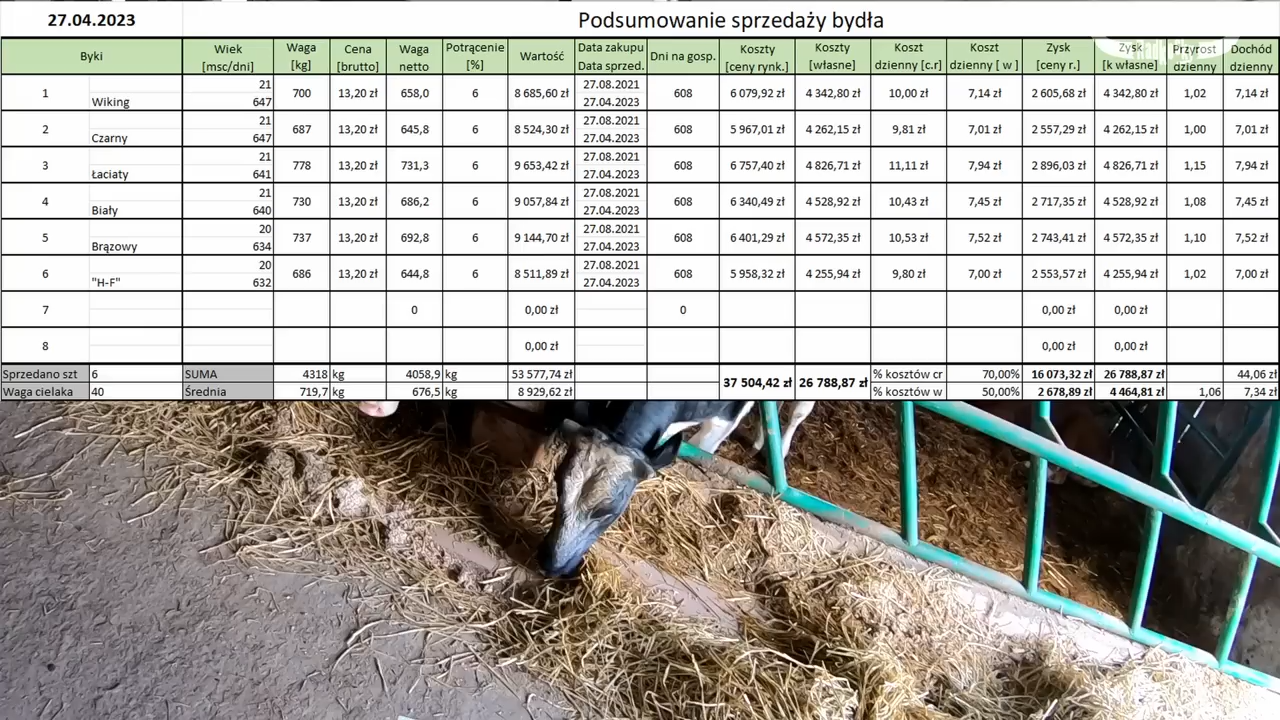 27.04.2023 Podsumowanie sprzedaży bydła
Byki Wiek [msc/dni] Waga [kg] Cena [brutto] Waga netto Potrącenie [%] Wartość Data zakupu Data sprzed. Dni na gosp. Koszty [ceny rynk.] Koszty [własne] Koszt dzienny [c.r] Koszt dzienny [ w ] Zysk [ceny r.] Zysk [k własne] Przyrost dzienny Dochód dzienny
1 Wiking 21 647 700 13,20 zł 658,0 6 8 685,60 zł 27.08.2021 27.04.2023 608 6 079,92 zł 4 342,80 zł 10,00 zł 7,14 zł 2 605,68 zł 4 342,80 zł 1,02 7,14 zł
2 Czarny 21 647 687 13,20 zł 645,8 6 8 524,30 zł 27.08.2021 27.04.2023 608 5 967,01 zł 4 262,15 zł 9,81 zł 7,01 zł 2 557,29 zł 4 262,15 zł 1,00 7,01 zł
3 Łaciaty 21 641 778 13,20 zł 731,3 6 9 653,42 zł 27.08.2021 27.04.2023 608 6 757,40 zł 4 826,71 zł 11,11 zł 7,94 zł 2 896,03 zł 4 826,71 zł 1,15 7,94 zł
4 Biały 21 640 730 13,20 zł 686,2 6 9 057,84 zł 27.08.2021 27.04.2023 608 6 340,49 zł 4 528,92 zł 10,43 zł 7,45 zł 2 717,35 zł 4 528,92 zł 1,08 7,45 zł
5 Brązowy 20 634 737 13,20 zł 692,8 6 9 144,70 zł 27.08.2021 27.04.2023 608 6 401,29 zł 4 572,35 zł 10,53 zł 7,52 zł 2 743,41 zł 4 572,35 zł 1,10 7,52 zł
6 "H-F" 20 632 686 13,20 zł 644,8 6 8 511,89 zł 27.08.2021 27.04.2023 608 5 958,32 zł 4 255,94 zł 9,80 zł 7,00 zł 2 553,57 zł 4 255,94 zł 1,02 7,00 zł
7 0 0,00 zł 0 0,00 zł 0,00 zł
8 0,00 zł 0,00 zł 0,00 zł
Sprzedano szt 6 SUMA 4318 kg 4058,9 kg 53 577,74 zł 37 504,42 zł 26 788,87 zł % kosztów cr 70,00% 16 073,32 zł 26 788,87 zł 44,06 zł
Waga cielaka 40 Średnia 719,7 kg 676,5 kg 8 929,62 zł % kosztów w 50,00% 2 678,89 zł 4 464,81 zł 1,06 7,34 zł